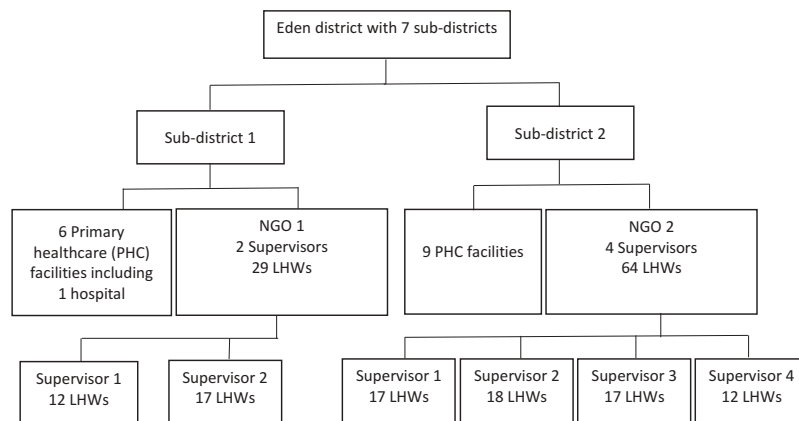 Eden district with 7 sub-districts
Sub-district 1
Sub-district 2
6 Primary
healthcare (PHC)
facilities including
1 hospital
NGO 1
2 Supervisors
29 LHWs
9 PHC facilities
NGO 2
4 Supervisors
64 LHWs
Supervisor 1
12 LHWs
Supervisor 2
17 LHWs
Supervisor 1
17 LHWs
Supervisor 2
18 LHWs
Supervisor 3
17 LHWs
Supervisor 4
12 LHWs